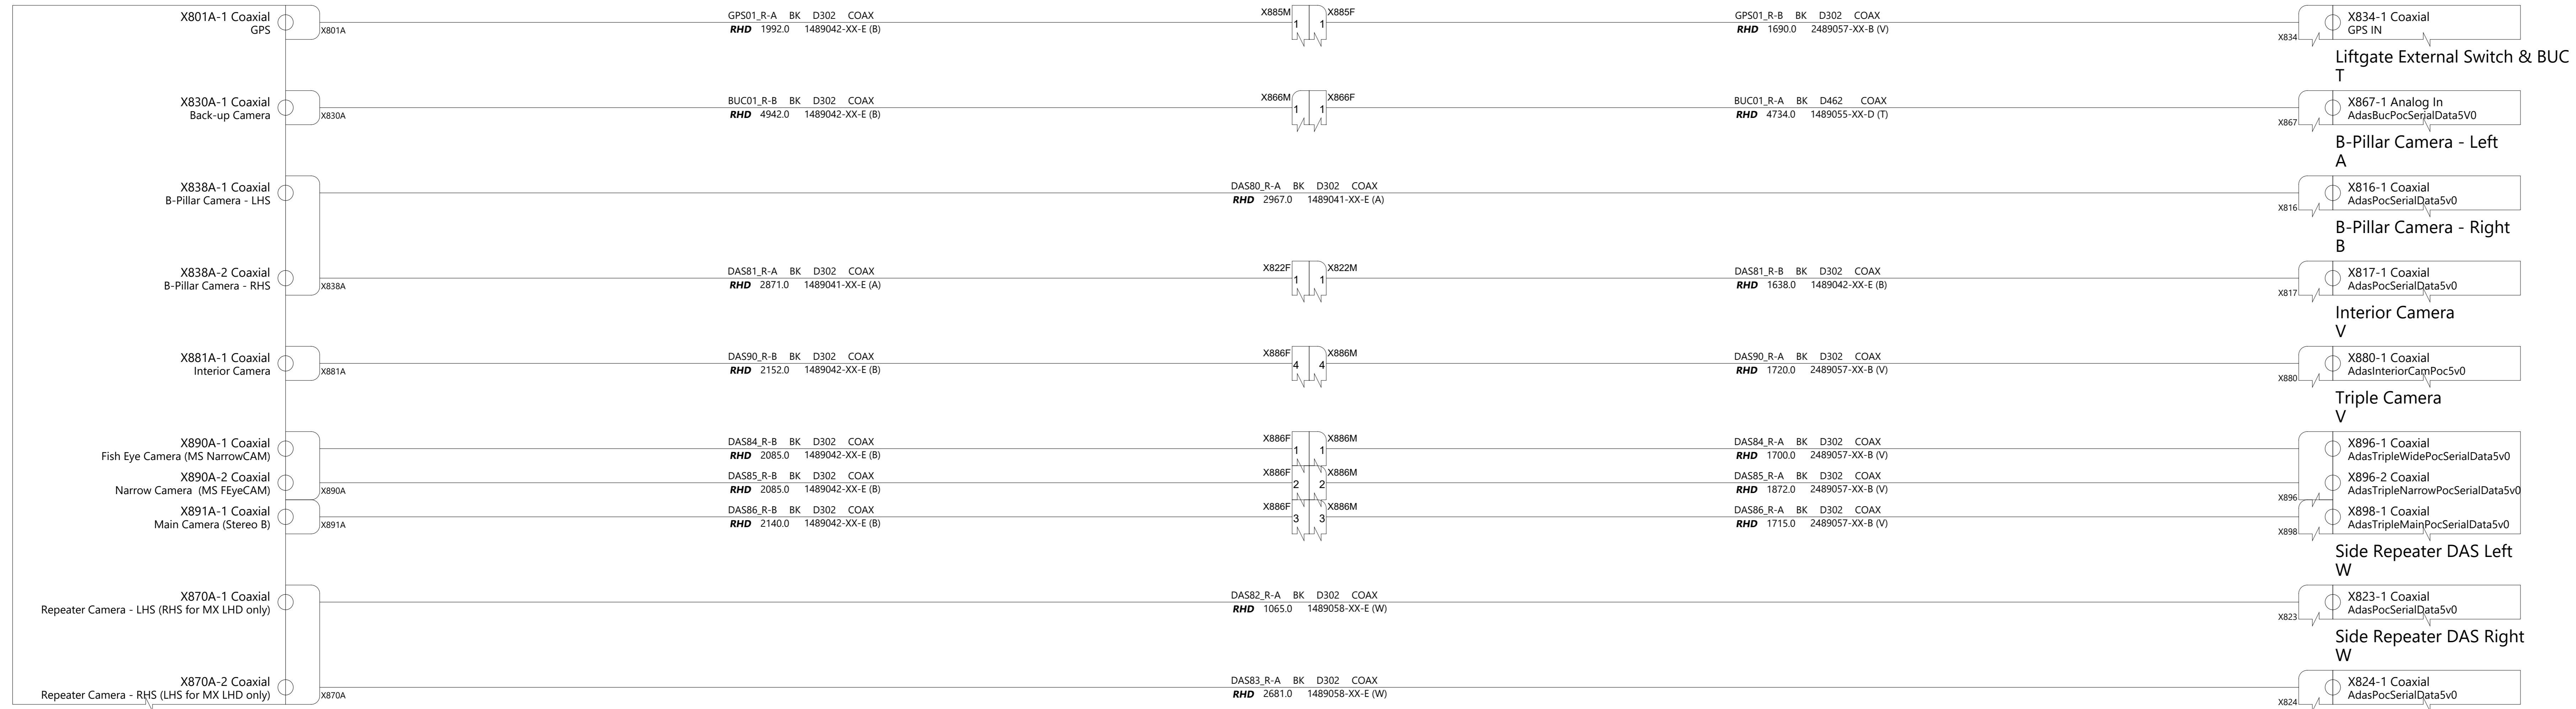 X801A-1 Coaxial
GPS
X801A
GPS01_R-A BK D302 COAX
RHD 1992.0 1489042-XX-E (B)
X885M
X885F
1 1
GPS01_R-B BK D302 COAX
RHD 1690.0 2489057-XX-B (V)
X834
X834-1 Coaxial
GPS IN
Liftgate External Switch & BUC
T
X830A-1 Coaxial
Back-up Camera
X830A
BUC01_R-B BK D302 COAX
RHD 4942.0 1489042-XX-E (B)
X866M
X866F
1 1
BUC01_R-A BK D462 COAX
RHD 4734.0 1489055-XX-D (T)
X867
X867-1 Analog In
AdasBucPocSerialData5V0
B-Pillar Camera - Left
A
X838A-1 Coaxial
B-Pillar Camera - LHS
DAS80_R-A BK D302 COAX
RHD 2967.0 1489041-XX-E (A)
X816
X816-1 Coaxial
AdasPocSerialData5v0
B-Pillar Camera - Right
B
X838A-2 Coaxial
B-Pillar Camera - RHS
X838A
DAS81_R-A BK D302 COAX
RHD 2871.0 1489041-XX-E (A)
X822F
X822M
1 1
DAS81_R-B BK D302 COAX
RHD 1638.0 1489042-XX-E (B)
X817
X817-1 Coaxial
AdasPocSerialData5v0
Interior Camera
V
X881A-1 Coaxial
Interior Camera
X881A
DAS90_R-B BK D302 COAX
RHD 2152.0 1489042-XX-E (B)
X886F
X886M
4 4
DAS90_R-A BK D302 COAX
RHD 1720.0 2489057-XX-B (V)
X880
X880-1 Coaxial
AdasInteriorCamPoc5v0
Triple Camera
V
X890A-1 Coaxial
Fish Eye Camera (MS NarrowCAM)
DAS84_R-B BK D302 COAX
RHD 2085.0 1489042-XX-E (B)
X886F
X886M
1 1
DAS84_R-A BK D302 COAX
RHD 1700.0 2489057-XX-B (V)
X896-1 Coaxial
AdasTripleWidePocSerialData5v0
X890A-2 Coaxial
Narrow Camera (MS FEyeCAM)
X890A
DAS85_R-B BK D302 COAX
RHD 2085.0 1489042-XX-E (B)
X886F
X886M
2 2
DAS85_R-A BK D302 COAX
RHD 1872.0 2489057-XX-B (V)
X896
X896-2 Coaxial
AdasTripleNarrowPocSerialData5v0
X891A-1 Coaxial
Main Camera (Stereo B)
X891A
DAS86_R-B BK D302 COAX
RHD 2140.0 1489042-XX-E (B)
X886F
X886M
3 3
DAS86_R-A BK D302 COAX
RHD 1715.0 2489057-XX-B (V)
X898
X898-1 Coaxial
AdasTripleMainPocSerialData5v0
Side Repeater DAS Left
W
X870A-1 Coaxial
Repeater Camera - LHS (RHS for MX LHD only)
DAS82_R-A BK D302 COAX
RHD 1065.0 1489058-XX-E (W)
X823
X823-1 Coaxial
AdasPocSerialData5v0
Side Repeater DAS Right
W
X870A-2 Coaxial
Repeater Camera - RHS (LHS for MX LHD only)
X870A
DAS83_R-A BK D302 COAX
RHD 2681.0 1489058-XX-E (W)
X824
X824-1 Coaxial
AdasPocSerialData5v0